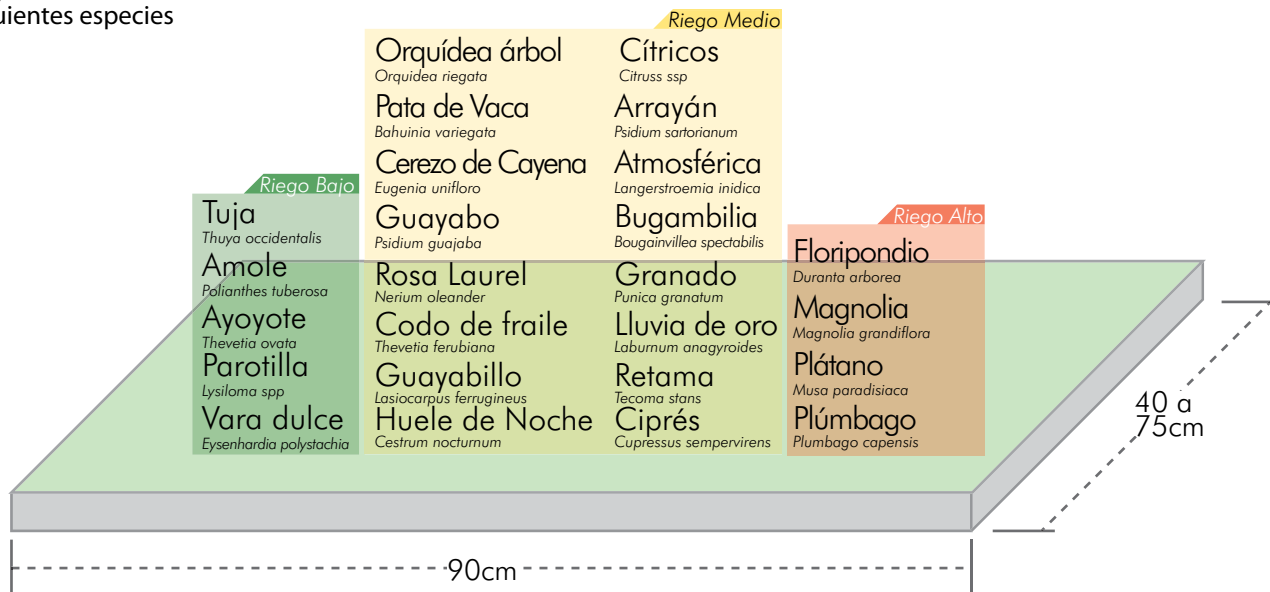 uientes especies
Riego Bajo
Tuja
Thuya occidentalis
Amole
Polianthes tuberosa
Ayoyote
Thevetia ovata
Parotilla
Lysiloma spp
Vara dulce
Eysenhardia polystachia
Riego Medio
Orquídea árbol
Orquidea riegata
Pata de Vaca
Bahuinia variegata
Cerezo de Cayena
Eugenia unifloro
Guayabo
Psidium guajaba
Rosa Laurel
Nerium oleander
Codo de fraile
Thevetia ferubiana
Guayabillo
Lasiocarpus ferrugineus
Huele de Noche
Cestrum nocturnum
Cítricos
Citruss ssp
Arrayán
Psidium sartorianum
Atmosférica
Langerstroemia inidica
Bugambilia
Bougainvillea spectabilis
Granado
Punica granatum
Lluvia de oro
Laburnum anagyroides
Retama
Tecoma stans
Ciprés
Cupressus sempervirens
Riego Alto
Floripondio
Duranta arborea
Magnolia
Magnolia grandiflora
Plátano
Musa paradisiaca
Plúmbago
Plumbago capensis
40 a
75cm
90cm